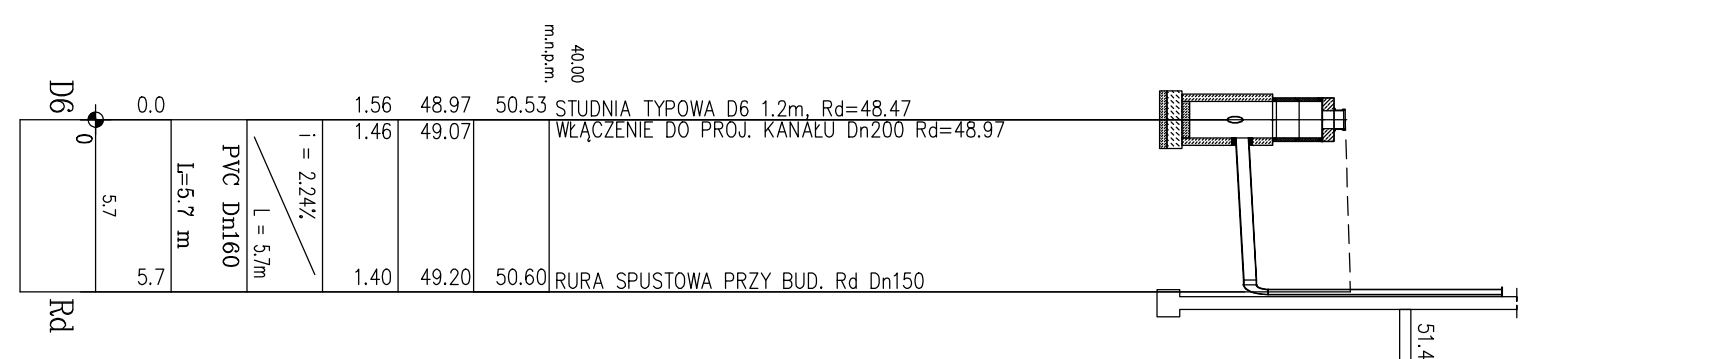 m.n.p.m.
40.00
D6
0.0
1.56
48.97
50.53
STUDNIA TYPOWA D6 1.2m, Rd=48.47
0
1.46
49.07
WŁĄCZENIE DO PROJ. KANAŁU Dn200 Rd=48.97
5.7
L=5.7 m
PVC Dn160
L = 5.7m
i = 2.24%
Rd
5.7
1.40
49.20
50.60
RURA SPUSTOWA PRZY BUD. Rd Dn150
51.4